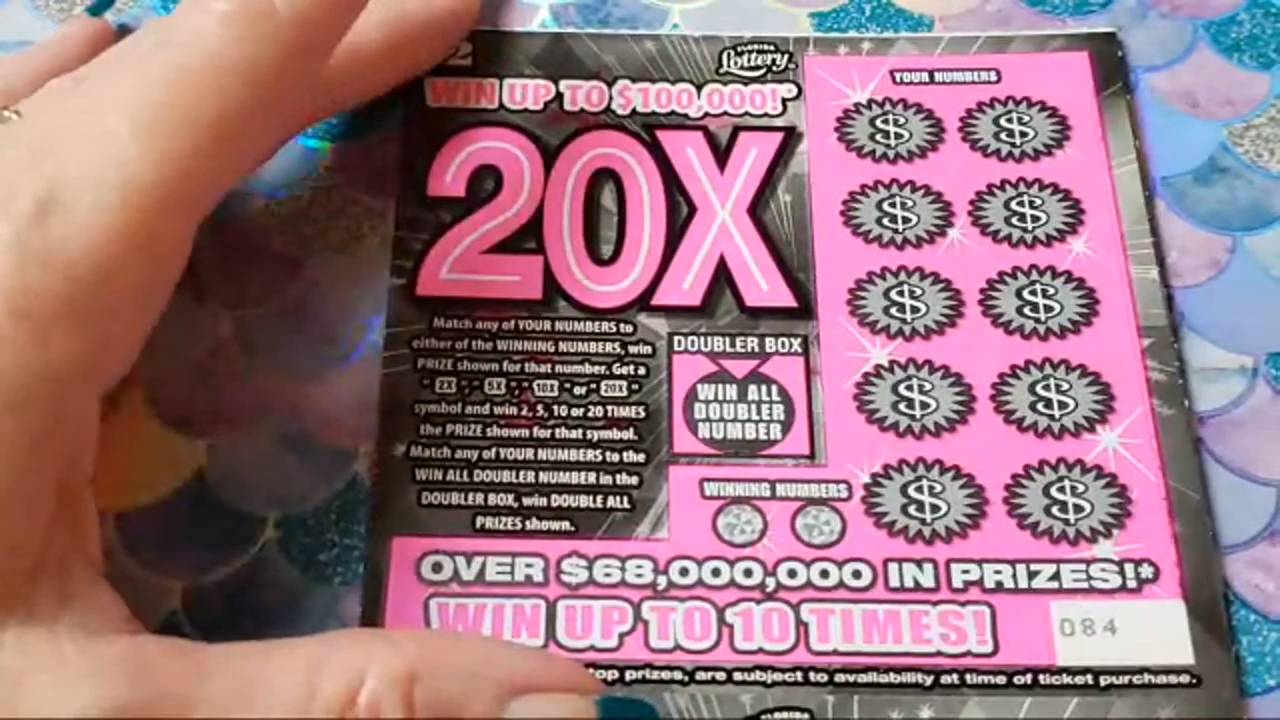 2
FLORIDA
Lottery
WIN UP TO $100,000!*
20X
Match any of YOUR NUMBERS to
either of the WINNING NUMBERS, win
PRIZE shown for that number. Get a
"2X", "5X", "10X" or "20X"
symbol and win 2, 5, 10 or 20 TIMES
the PRIZE shown for that symbol.
Match any of YOUR NUMBERS to the
WIN ALL DOUBLER NUMBER in the
DOUBLER BOX, win DOUBLE ALL
PRIZES shown.
DOUBLER BOX
WIN ALL
DOUBLER
NUMBER
YOUR NUMBERS
$ $
$ $
$ $
$ $
$ $
WINNING NUMBERS
OVER $68,000,000 IN PRIZES!*
WIN UP TO 10 TIMES!
084
top prizes, are subject to availability at time of ticket purchase.
FLORIDA